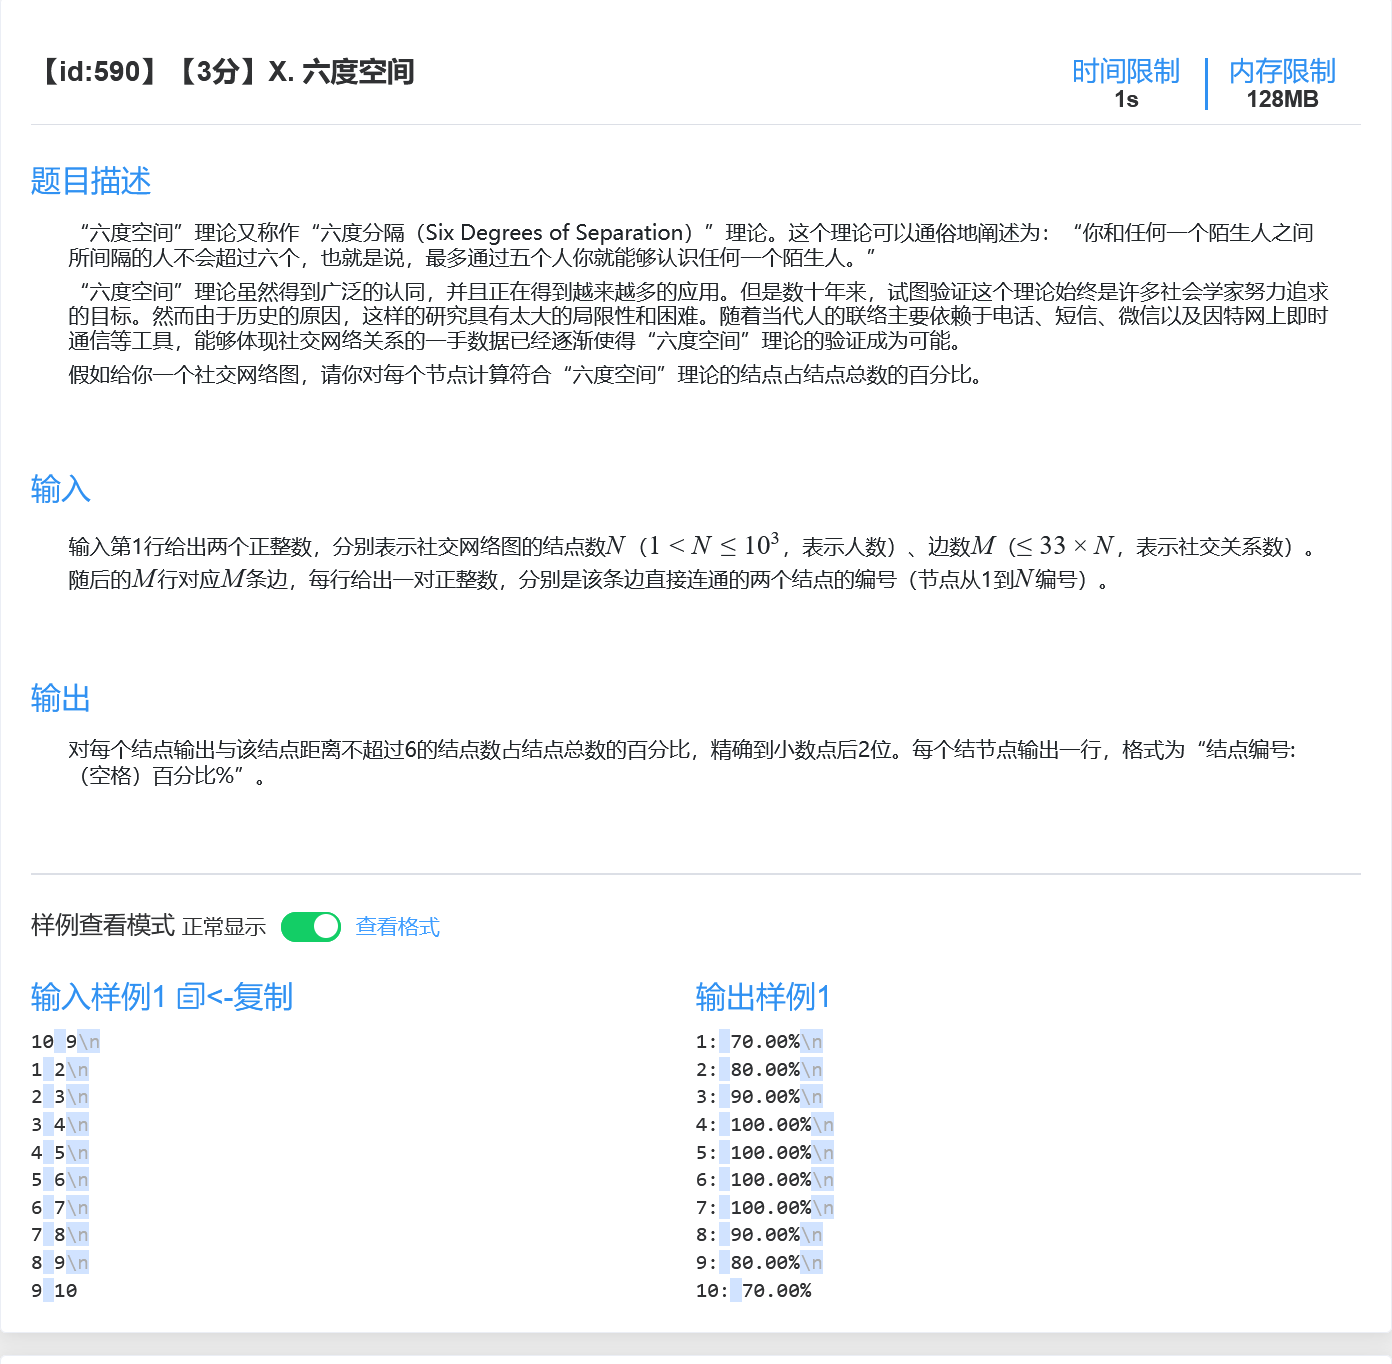 【id:590】【3分】X. 六度空间
时间限制
1s
内存限制
128MB
题目描述
“六度空间”理论又称作“六度分隔（Six Degrees of Separation）”理论。这个理论可以通俗地阐述为：“你和任何一个陌生人之间
所间隔的人不会超过六个，也就是说，最多通过五个人你就能够认识任何一个陌生人。”
“六度空间”理论虽然得到广泛的认同，并且正在得到越来越多的应用。但是数十年来，试图验证这个理论始终是许多社会学家努力追求
的目标。然而由于历史的原因，这样的研究具有太大的局限性和困难。随着当代人的联络主要依赖于电话、短信、微信以及因特网上即时
通信等工具，能够体现社交网络关系的一手数据已经逐渐使得“六度空间”理论的验证成为可能。
假如给你一个社交网络图，请你对每个节点计算符合“六度空间”理论的结点占结点总数的百分比。
输入
输入第1行给出两个正整数，分别表示社交网络图的结点数N（1 < N ≤ 10³，表示人数）、边数M（≤ 33 × N，表示社交关系数）。
随后的M行对应M条边，每行给出一对正整数，分别是该条边直接连通的两个结点的编号（节点从1到N编号）。
输出
对每个结点输出与该结点距离不超过6的结点数占结点总数的百分比，精确到小数点后2位。每个结节点输出一行，格式为“结点编号:
（空格）百分比%”。
样例查看模式 正常显示 查看格式
输入样例1 <-复制
10 9\n
1 2\n
2 3\n
3 4\n
4 5\n
5 6\n
6 7\n
7 8\n
8 9\n
9 10
输出样例1
1: 70.00%\n
2: 80.00%\n
3: 90.00%\n
4: 100.00%\n
5: 100.00%\n
6: 100.00%\n
7: 100.00%\n
8: 90.00%\n
9: 80.00%\n
10: 70.00%